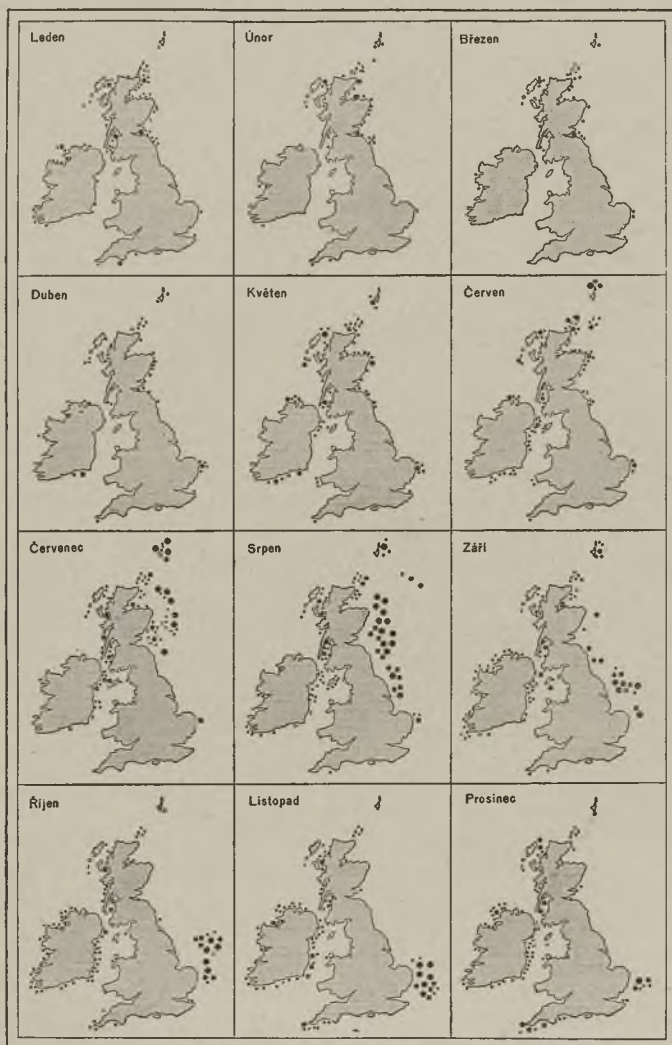 Leden
Únor
Březen
Duben
Květen
Červen
Červenec
Srpen
Září
Říjen
Listopad
Prosinec